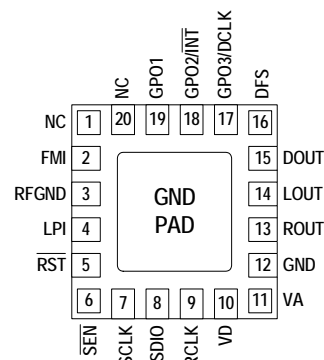 NC
GPO1
GPO2/INT
GPO3/DCLK
DFS
20 19 18 17
NC 1 16
FMI 2 15 DOUT
RFGND 3 14 LOUT
LPI 4 13 ROUT
RST 5 12 GND
6 7 8 9 10 11 VA
GND
PAD
SEN
SCLK
SDIO
RCLK
VD